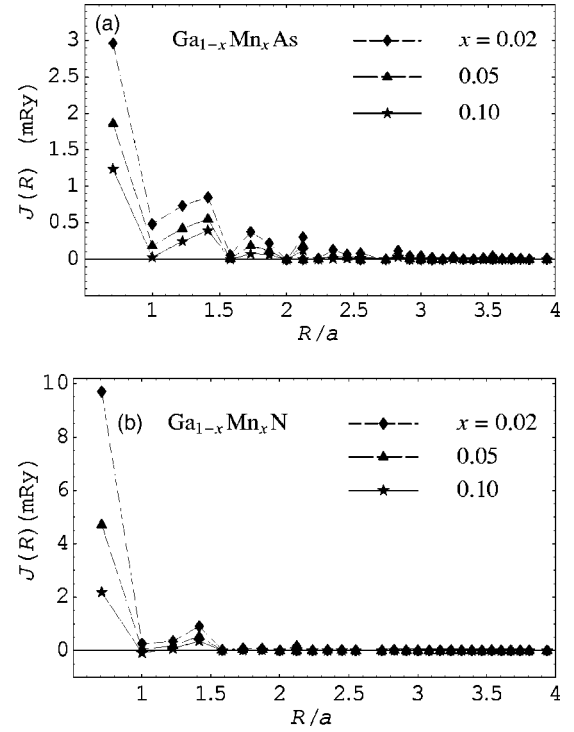 (a) Ga1−xMnxAs x = 0.02
0.05
0.10
J(R) (mRy)
3
2.5
2
1.5
1
0.5
0
1 1.5 2 2.5 3 3.5 4
R/a
(b) Ga1−xMnxN x = 0.02
0.05
0.10
J(R)(mRy)
10
8
6
4
2
0
1 1.5 2 2.5 3 3.5 4
R/a